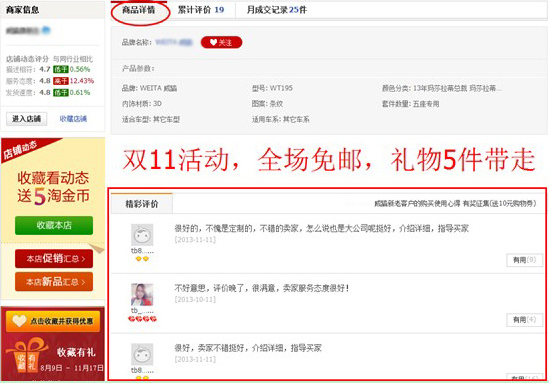 商家信息
店铺动态评分 与同行业相比
描述相符: 4.7 低于 0.56%
服务态度: 4.8 高于 12.43%
发货速度: 4.8 低于 0.61%
进入店铺 收藏店铺
店铺动态
收藏看动态
送5淘金币
收藏本店
本店促销汇总 >
本店新品汇总 >
点击收藏并获得优惠
收藏有礼
收藏有礼
8月9日 - 11月17日
商品详情 累计评价 19 月成交记录 25件
品牌名称: 关注
产品参数:
品牌: WEITA 威鳎 型号: WT195 颜色分类: 13年玛莎拉蒂总裁 玛莎拉蒂...
内饰材质: 3D 图案: 条纹 套件数量: 五座专用
适合车型: 其它车型 适用车系: 其它车系
双11活动，全场免邮，礼物5件带走
精彩评价 威鳎新老客户的购买使用心得 有奖征集(送10元购物券)
很好的，不愧是定制的，不错的卖家，怎么说也是大公司呢挺好，介绍详细，指导买家
[2013-11-11]
tb8......
有用(9)
不好意思，评价晚了，很满意，卖家服务态度很好！
[2013-10-11]
tb_......
有用(4)
很好，卖家不错挺好，介绍详细，指导买家
[2013-11-11]
tb8......